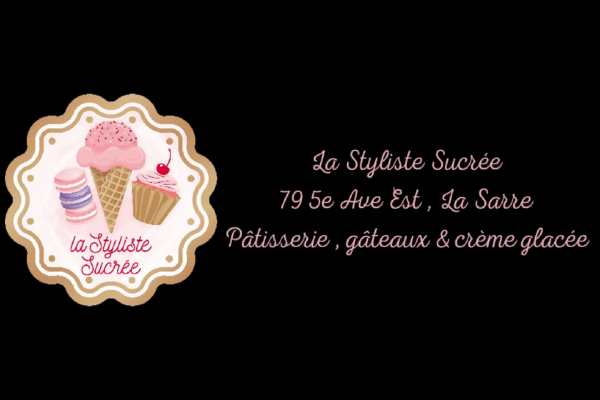 la Styliste
Sucrée
La Styliste Sucrée
79 5e Ave Est , La Sarre
Pâtisserie , gâteaux & crème glacée